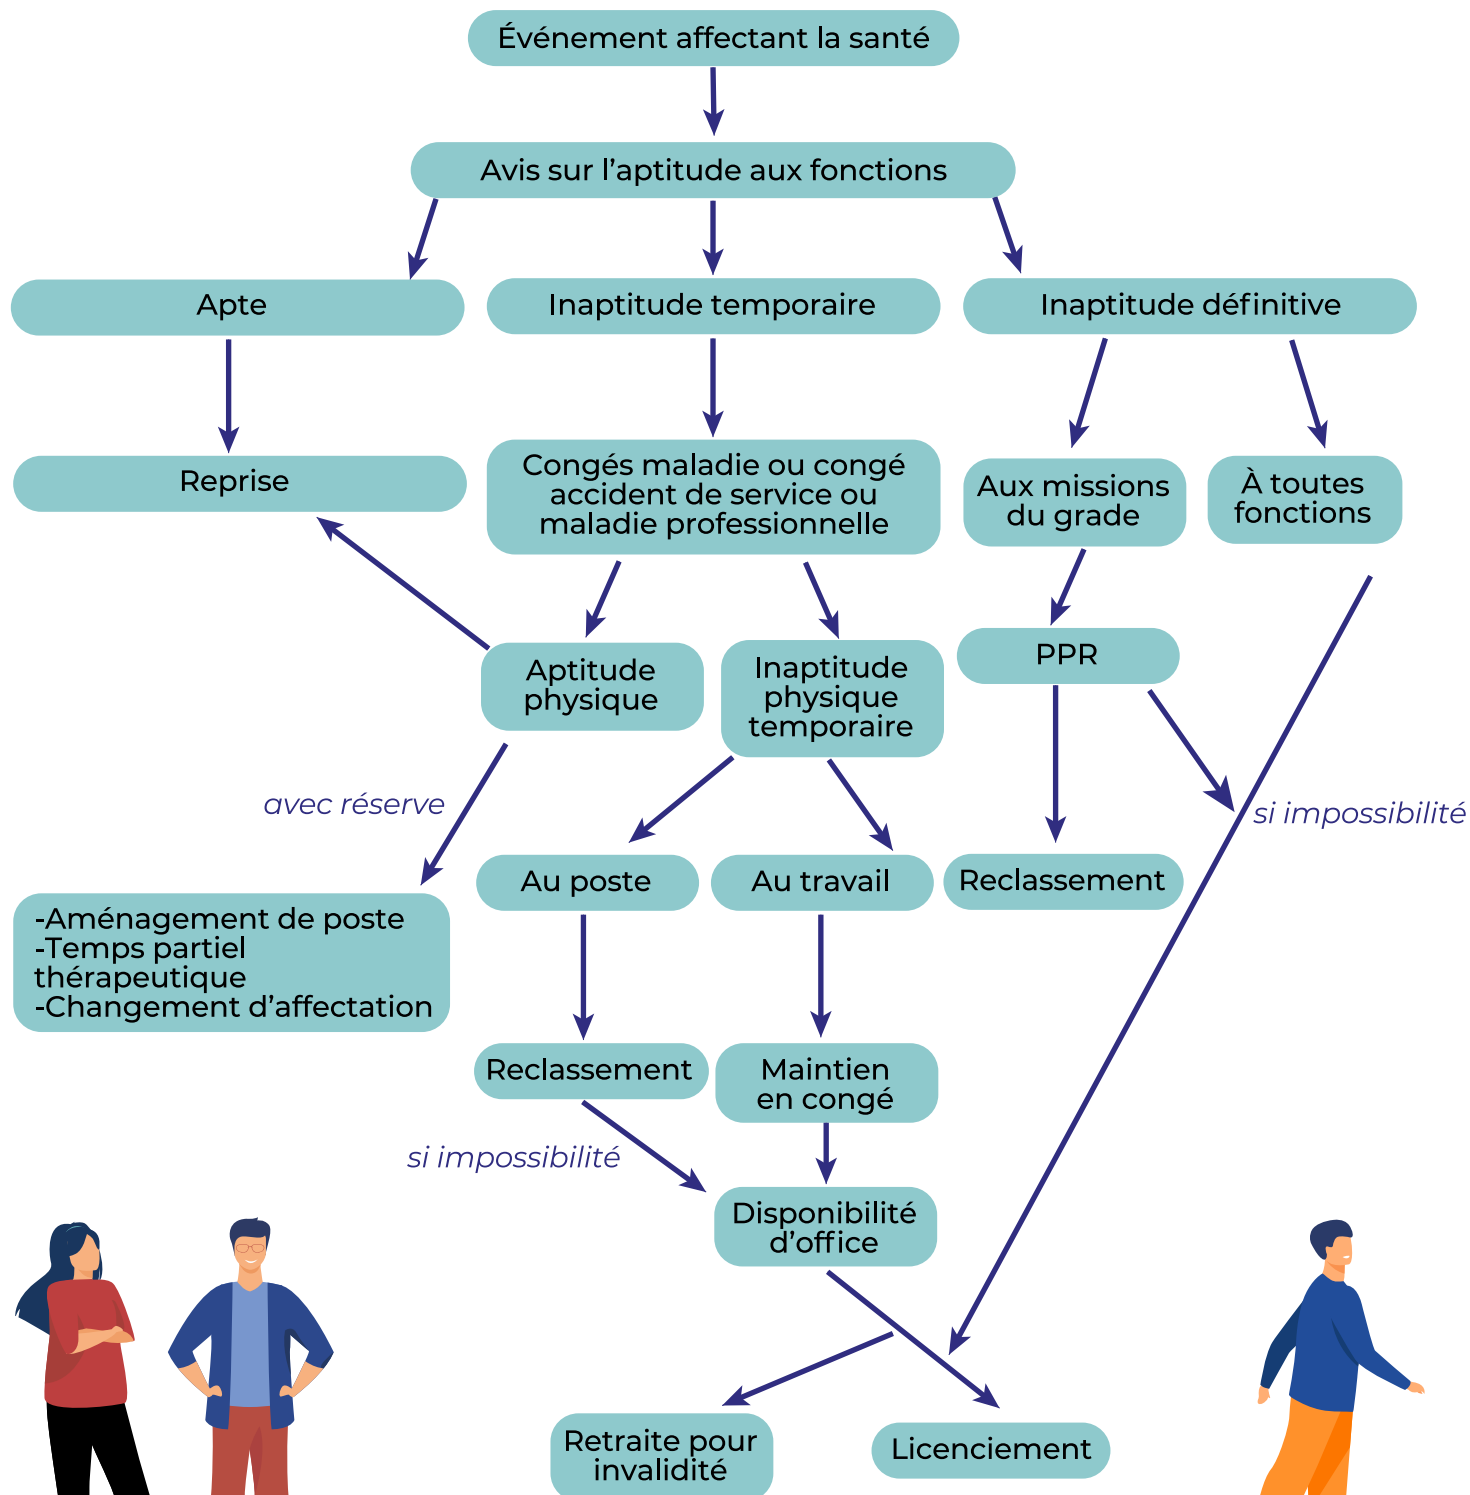 Événement affectant la santé
Avis sur l'aptitude aux fonctions
Apte
Inaptitude temporaire
Inaptitude définitive
Reprise
Congés maladie ou congé
accident de service ou
maladie professionnelle
Aux missions
du grade
À toutes
fonctions
Aptitude
physique
Inaptitude
physique
temporaire
PPR
avec réserve
si impossibilité
Au poste
Au travail
Reclassement
-Aménagement de poste
-Temps partiel
thérapeutique
-Changement d'affectation
Reclassement
Maintien
en congé
si impossibilité
Disponibilité
d'office
Retraite pour
invalidité
Licenciement